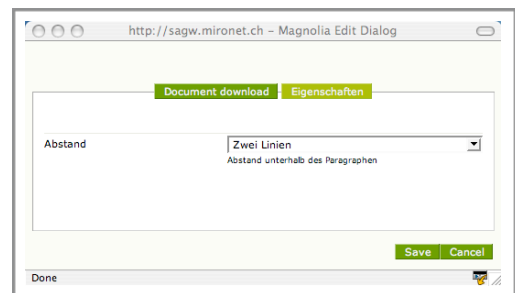 http://sagw.mironet.ch – Magnolia Edit Dialog
Document download Eigenschaften
Abstand Zwei Linien
Abstand unterhalb des Paragraphen
Save Cancel
Done